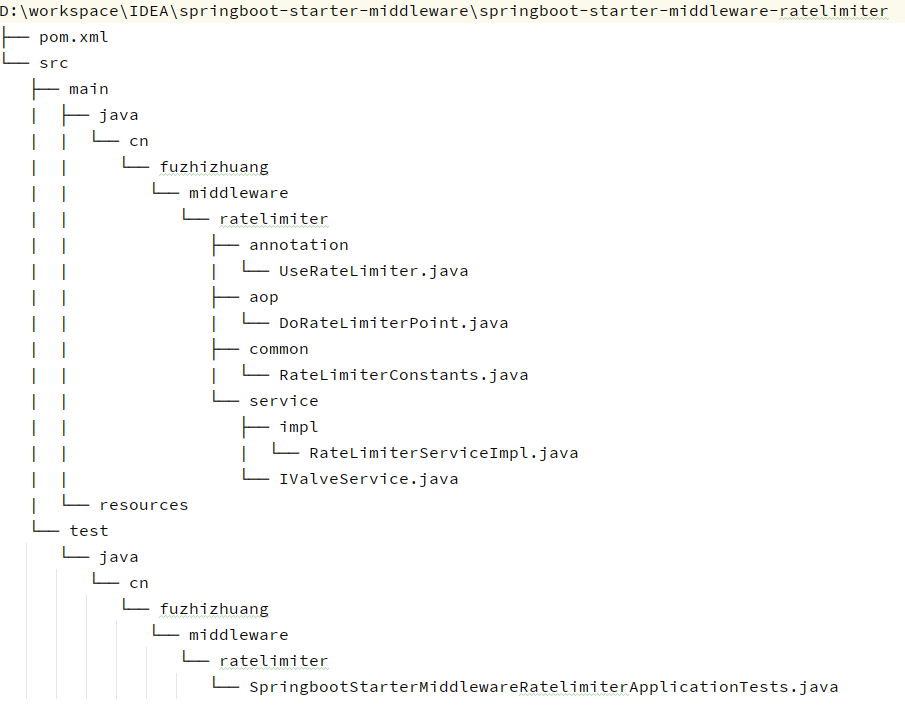 D:\workspace\IDEA\springboot-starter-middleware\springboot-starter-middleware-ratelimiter
├── pom.xml
└── src
   ├── main
   │  ├── java
   │  │  └── cn
   │  │     └── fuzhizhuang
   │  │        └── middleware
   │  │           └── ratelimiter
   │  │              ├── annotation
   │  │              │  └── UseRateLimiter.java
   │  │              ├── aop
   │  │              │  └── DoRateLimiterPoint.java
   │  │              ├── common
   │  │              │  └── RateLimiterConstants.java
   │  │              └── service
   │  │                 ├── impl
   │  │                 │  └── RateLimiterServiceImpl.java
   │  │                 └── IValveService.java
   │  └── resources
   └── test
      └── java
         └── cn
            └── fuzhizhuang
               └── middleware
                  └── ratelimiter
                     └── SpringbootStarterMiddlewareRatelimiterApplicationTests.java